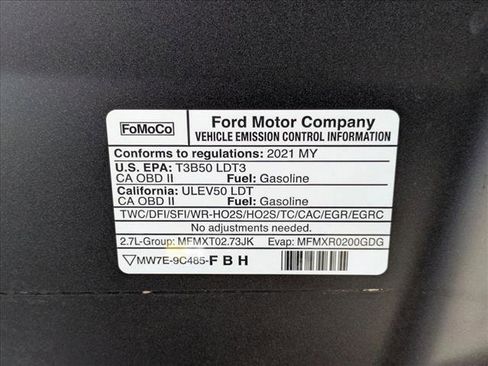 FoMoCo
Ford Motor Company
VEHICLE EMISSION CONTROL INFORMATION
Conforms to regulations: 2021 MY
U.S. EPA: T3B50 LDT3
CA OBD II Fuel: Gasoline
California: ULEV50 LDT
CA OBD II Fuel: Gasoline
TWC/DFI/SFI/WR-HO2S/HO2S/TC/CAC/EGR/EGRC
No adjustments needed.
2.7L-Group: MFMXT02.73JK Evap: MFMXR0200GDG
▽MW7E-9C485-F B H